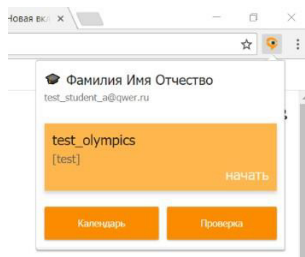 Новая вкл
Фамилия Имя Отчество
test_student_a@qwer.ru
test_olympics
[test]
начать
Календарь
Проверка